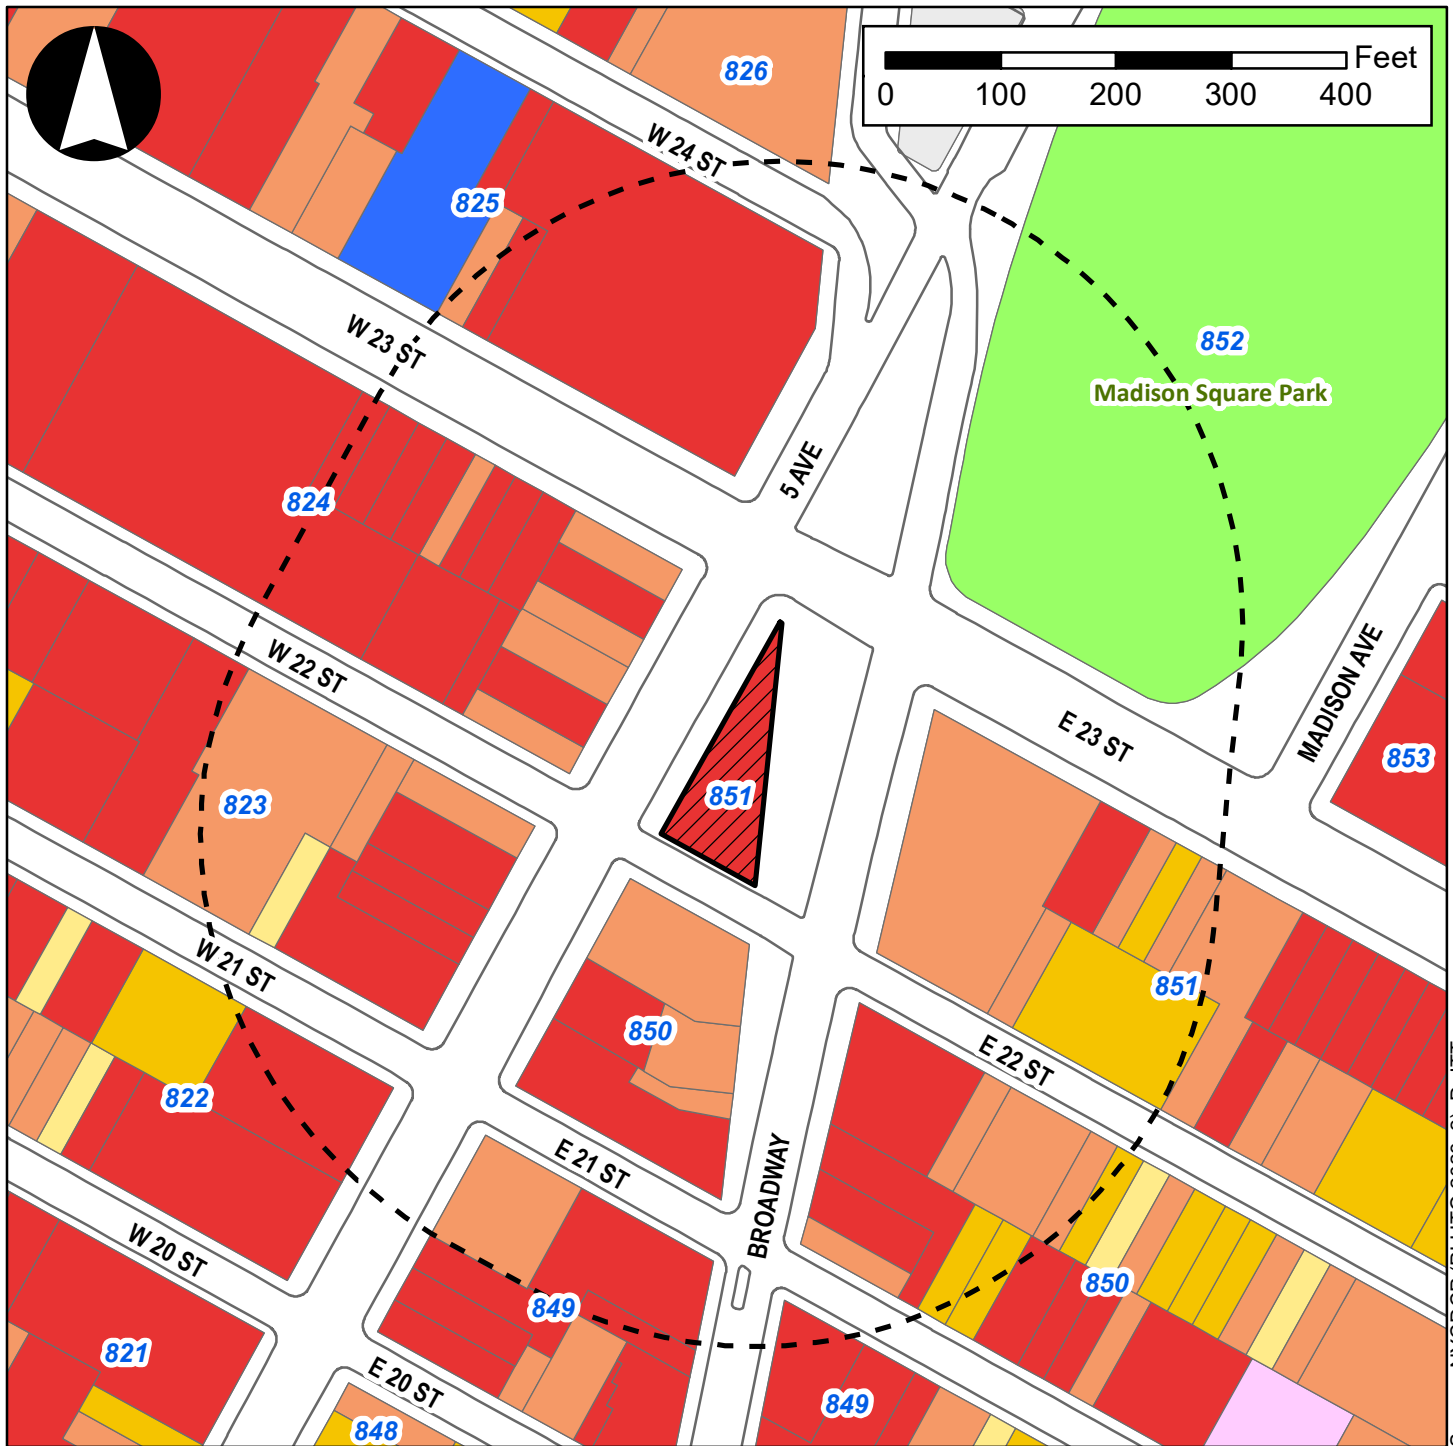 826
Feet
0 100 200 300 400
W 24 ST
825
W 23 ST
852
Madison Square Park
5 AVE
824
W 22 ST
MADISON AVE
E 23 ST
853
851
823
W 21 ST
851
850
E 22 ST
822
E 21 ST
BROADWAY
W 20 ST
850
849
821
E 20 ST
849
848